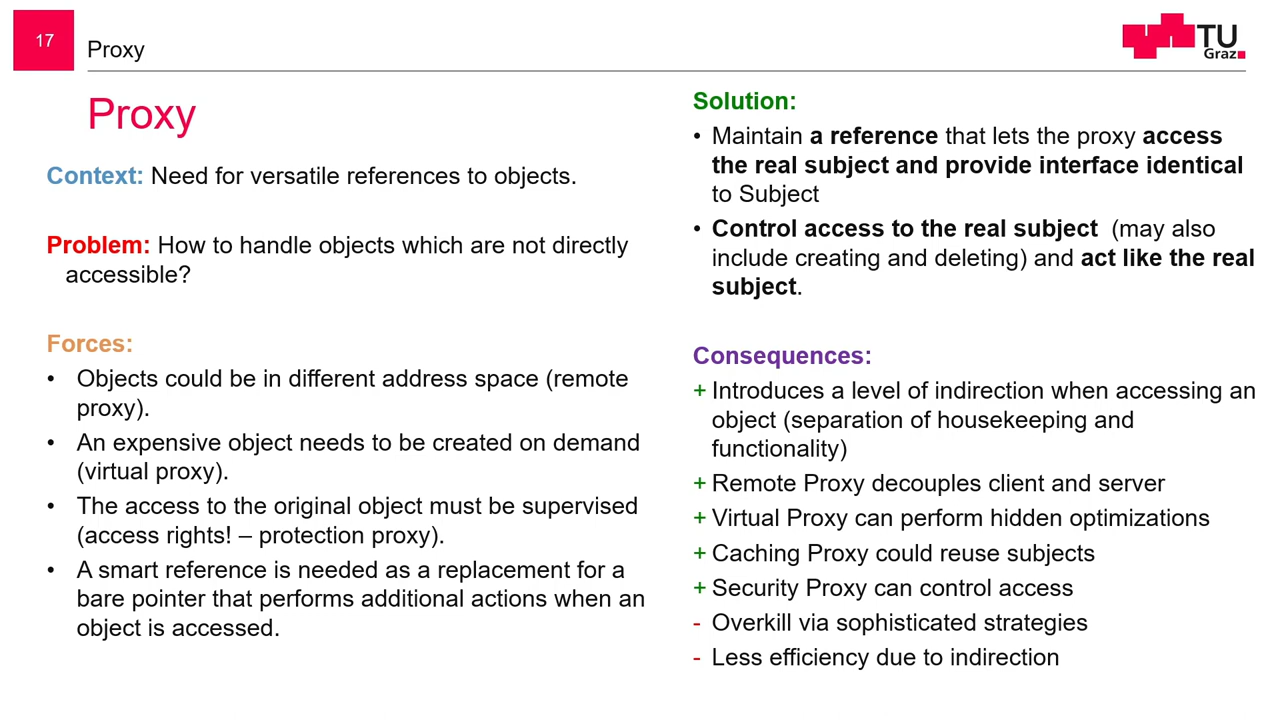 17
Proxy
TU
Graz
Proxy
Context: Need for versatile references to objects.
Problem: How to handle objects which are not directly
accessible?
Forces:
• Objects could be in different address space (remote
proxy).
• An expensive object needs to be created on demand
(virtual proxy).
• The access to the original object must be supervised
(access rights! – protection proxy).
• A smart reference is needed as a replacement for a
bare pointer that performs additional actions when an
object is accessed.
Solution:
• Maintain a reference that lets the proxy access
the real subject and provide interface identical
to Subject
• Control access to the real subject (may also
include creating and deleting) and act like the real
subject.
Consequences:
+ Introduces a level of indirection when accessing an
object (separation of housekeeping and
functionality)
+ Remote Proxy decouples client and server
+ Virtual Proxy can perform hidden optimizations
+ Caching Proxy could reuse subjects
+ Security Proxy can control access
- Overkill via sophisticated strategies
- Less efficiency due to indirection